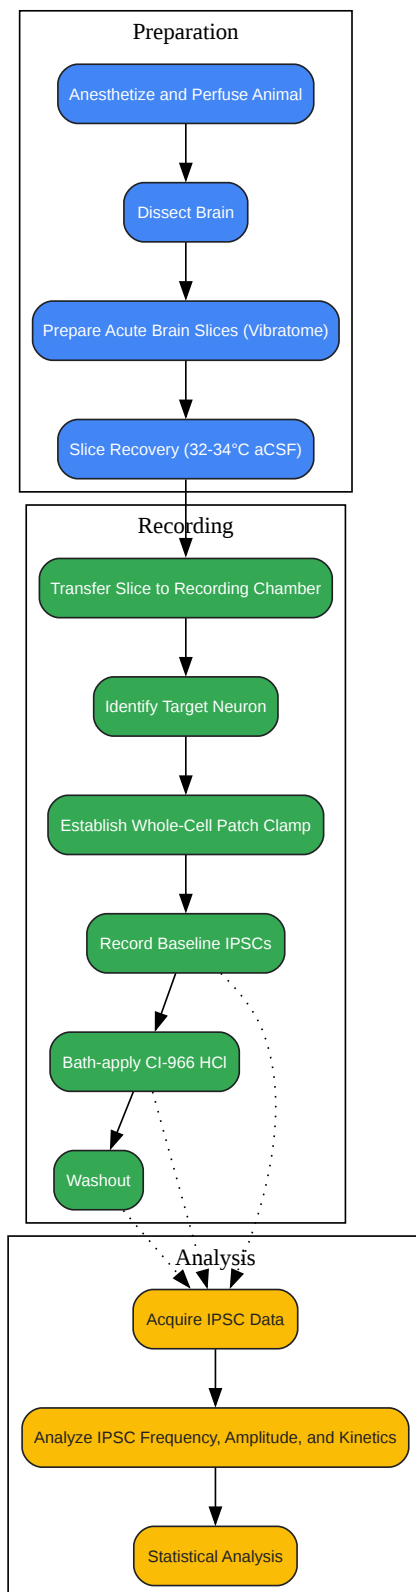 Preparation
Anesthetize and Perfuse Animal
Dissect Brain
Prepare Acute Brain Slices (Vibratome)
Slice Recovery (32-34°C aCSF)
Recording
Transfer Slice to Recording Chamber
Identify Target Neuron
Establish Whole-Cell Patch Clamp
Record Baseline IPSCs
Bath-apply CI-966 HCl
Washout
Analysis
Acquire IPSC Data
Analyze IPSC Frequency, Amplitude, and Kinetics
Statistical Analysis